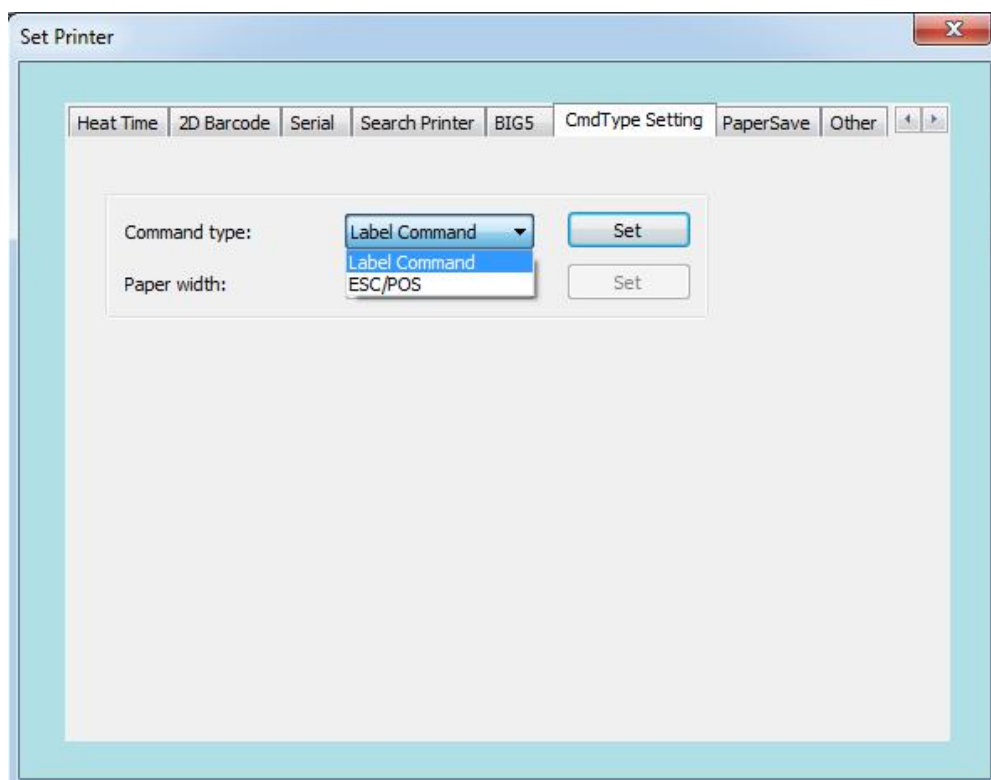 Set Printer
Heat Time 2D Barcode Serial Search Printer BIG5 CmdType Setting PaperSave Other
Command type: Label Command Set
Label Command
Paper width: ESC/POS Set